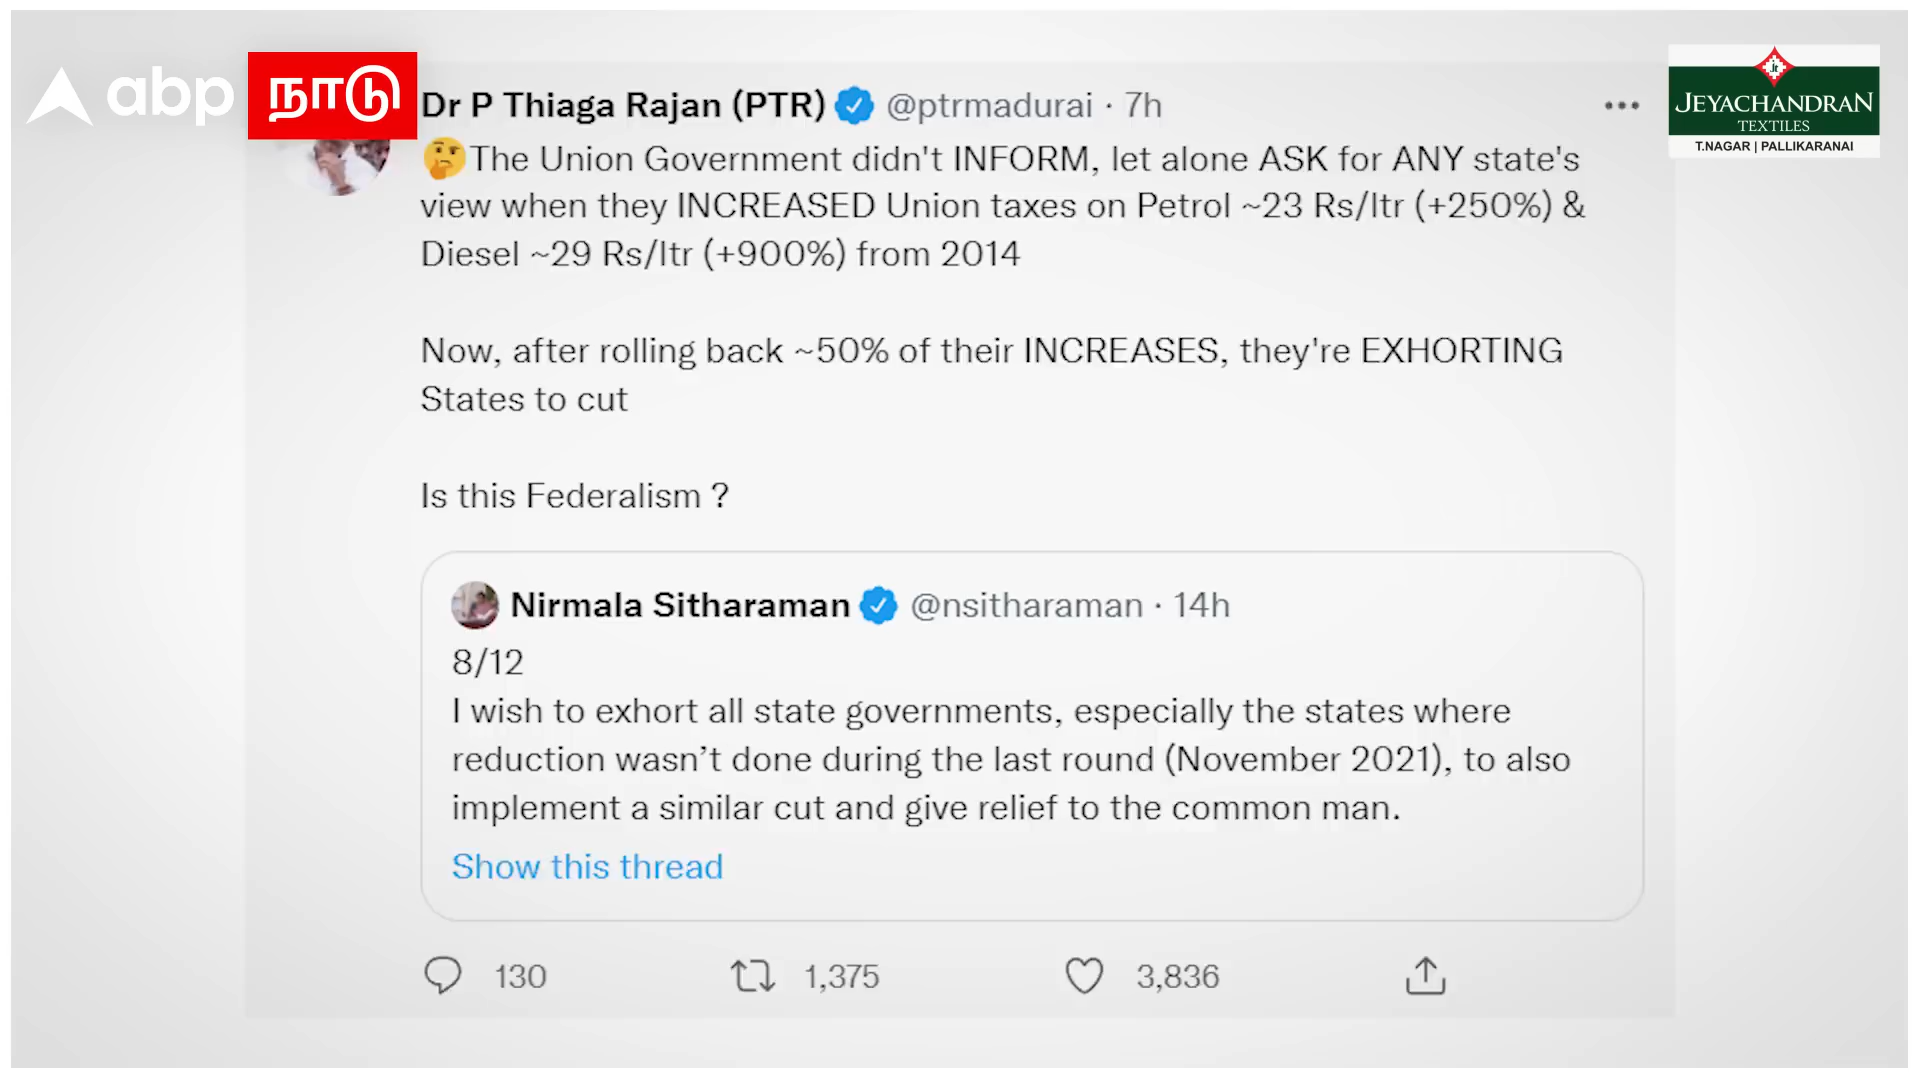 abp நாடு
JEYACHANDRAN
TEXTILES
T.NAGAR | PALLIKARANAI
Dr P Thiaga Rajan (PTR) @ptrmadurai · 7h
🤔The Union Government didn't INFORM, let alone ASK for ANY state's
view when they INCREASED Union taxes on Petrol ~23 Rs/ltr (+250%) &
Diesel ~29 Rs/ltr (+900%) from 2014
Now, after rolling back ~50% of their INCREASES, they're EXHORTING
States to cut
Is this Federalism ?
Nirmala Sitharaman @nsitharaman · 14h
8/12
I wish to exhort all state governments, especially the states where
reduction wasn’t done during the last round (November 2021), to also
implement a similar cut and give relief to the common man.
Show this thread
130 1,375 3,836